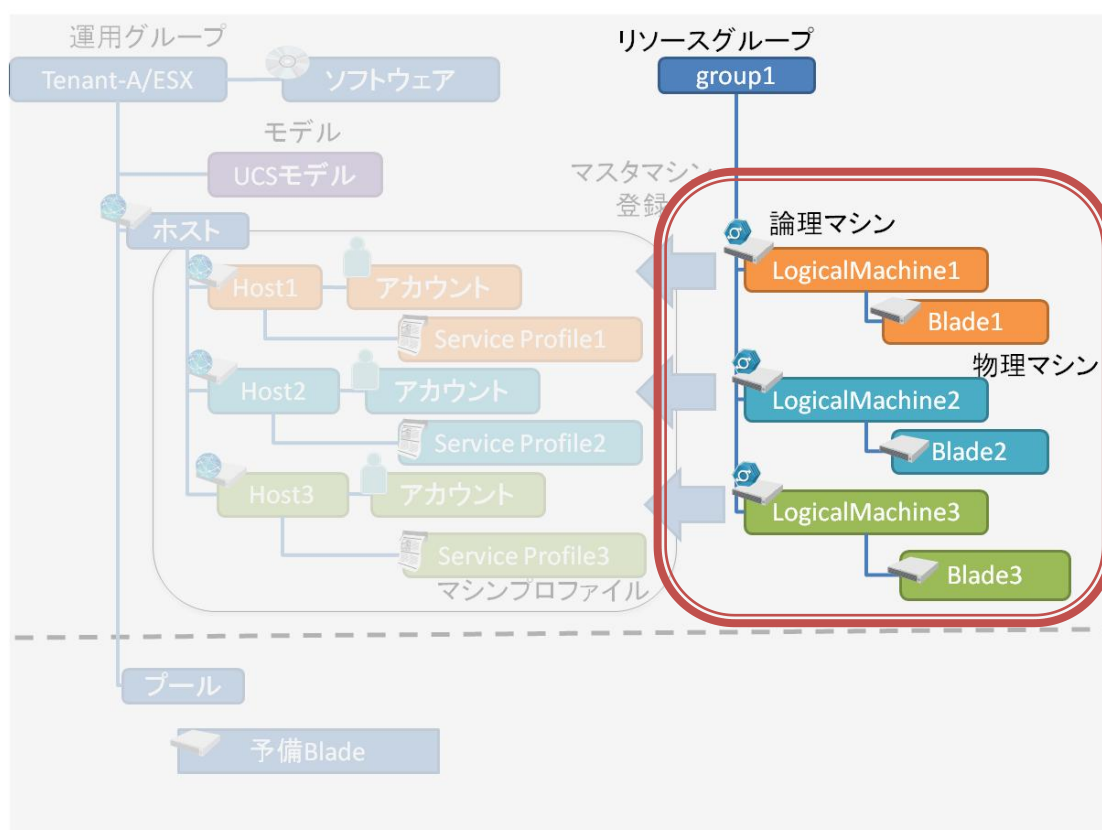 運用グループ
リソースグループ
Tenant-A/ESX
ソフトウェア
group1
モデル
UCSモデル
マスタマシン
登録
ホスト
論理マシン
Host1
アカウント
LogicalMachine1
Service Profile1
Blade1
物理マシン
Host2
アカウント
LogicalMachine2
Service Profile2
Blade2
Host3
アカウント
LogicalMachine3
Service Profile3
Blade3
マシンプロファイル
プール
予備Blade